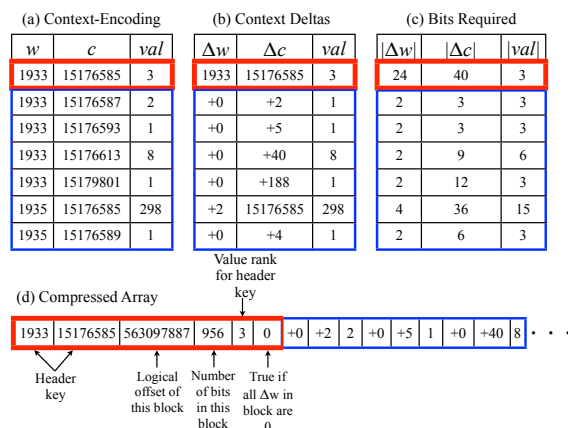 (a) Context-Encoding (b) Context Deltas (c) Bits Required
w c val Δw Δc val |Δw| |Δc| |val|
1933 15176585 3 1933 15176585 3 24 40 3
1933 15176587 2 +0 +2 2 2 3 3
1933 15176593 1 +0 +5 1 2 3 3
1933 15176613 8 +0 +40 8 2 9 6
1933 15179801 1 +0 +188 1 2 12 3
1935 15176585 298 +2 15176585 298 4 36 15
1935 15176589 1 +0 +4 1 2 6 3
Value rank
for header
key
(d) Compressed Array
1933 15176585 563097887 956 3 0 +0 +2 2 +0 +5 1 +0 +40 8 . . .
Header
key
Logical
offset of
this block
Number
of bits
in this
block
True if
all Δw in
block are
0